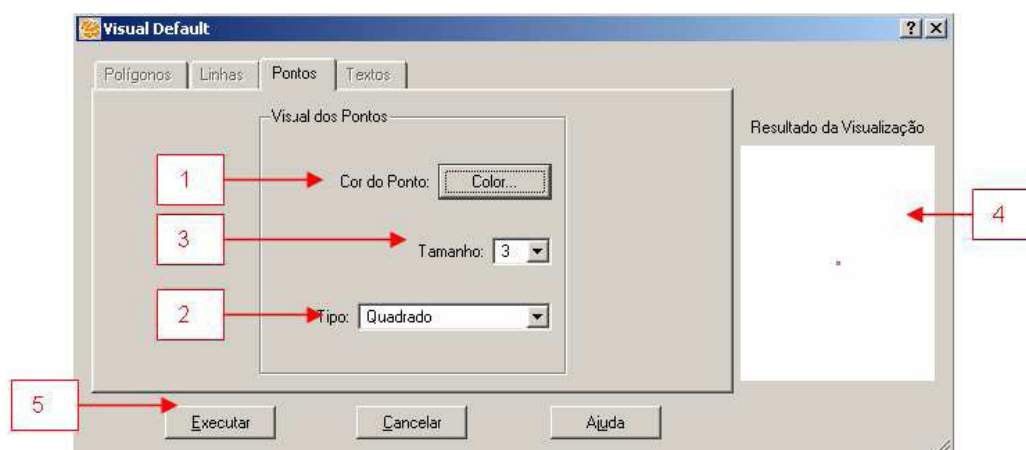 Visual Default
Polígonos Linhas Pontos Textos
Visual dos Pontos
Resultado da Visualização
1
Cor do Ponto: Color...
4
3
Tamanho: 3
2
Tipo: Quadrado
5
Executar Cancelar Ajuda